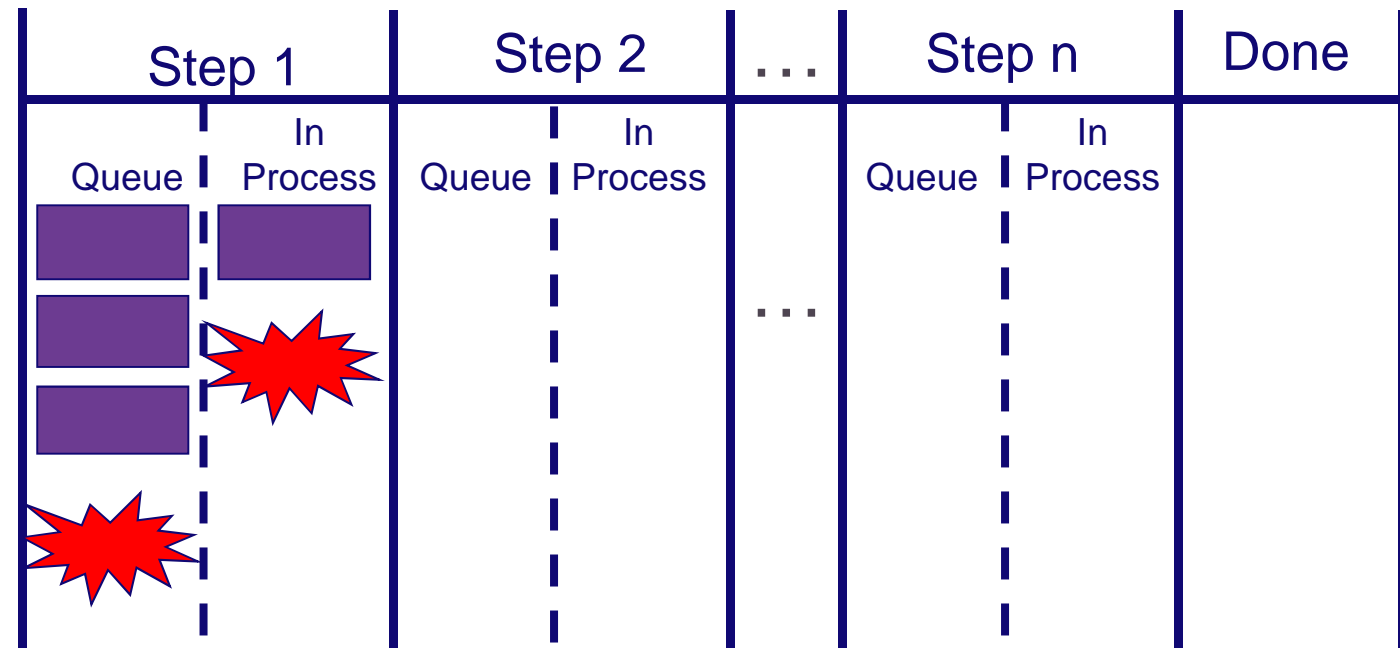 Step 1
Step 2
...
Step n
Done
Queue
In
Process
Queue
In
Process
Queue
In
Process
...